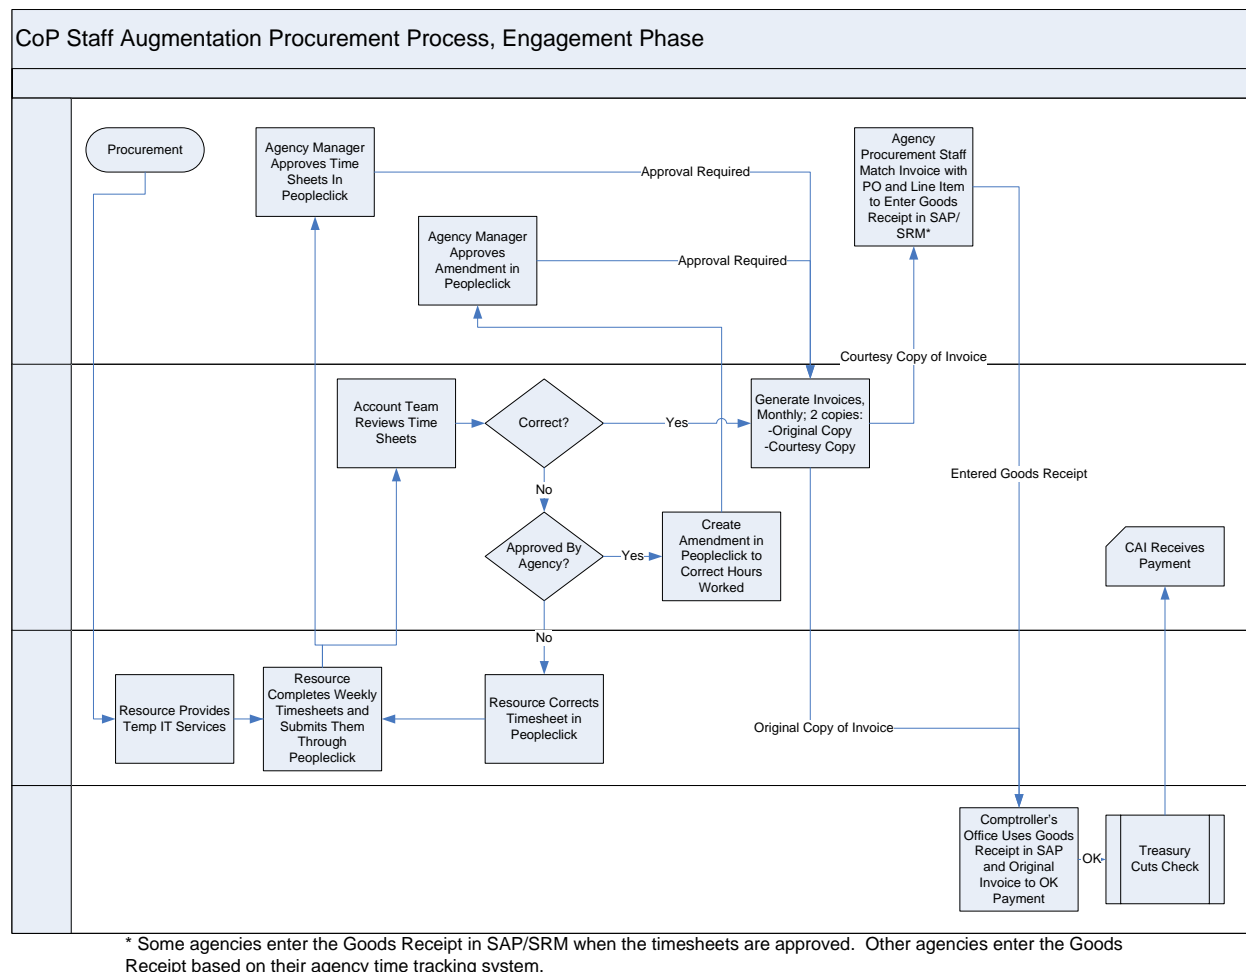 CoP Staff Augmentation Procurement Process, Engagement Phase
Procurement
Agency Manager
Approves Time
Sheets In
Peopleclick
Approval Required
Agency
Procurement Staff
Match Invoice with
PO and Line Item
to Enter Goods
Receipt in SAP/
SRM*
Agency Manager
Approves
Amendment in
Peopleclick
Approval Required
Courtesy Copy of Invoice
Account Team
Reviews Time
Sheets
Correct?
Yes
Generate Invoices,
Monthly; 2 copies:
-Original Copy
-Courtesy Copy
No
Entered Goods Receipt
Approved By
Agency?
Yes
Create
Amendment in
Peopleclick to
Correct Hours
Worked
CAI Receives
Payment
No
Resource Provides
Temp IT Services
Resource
Completes Weekly
Timesheets and
Submits Them
Through
Peopleclick
Resource Corrects
Timesheet in
Peopleclick
Original Copy of Invoice
Comptroller's
Office Uses Goods
Receipt in SAP
and Original
Invoice to OK
Payment
OK
Treasury
Cuts Check
* Some agencies enter the Goods Receipt in SAP/SRM when the timesheets are approved.  Other agencies enter the Goods
Receipt based on their agency time tracking system.